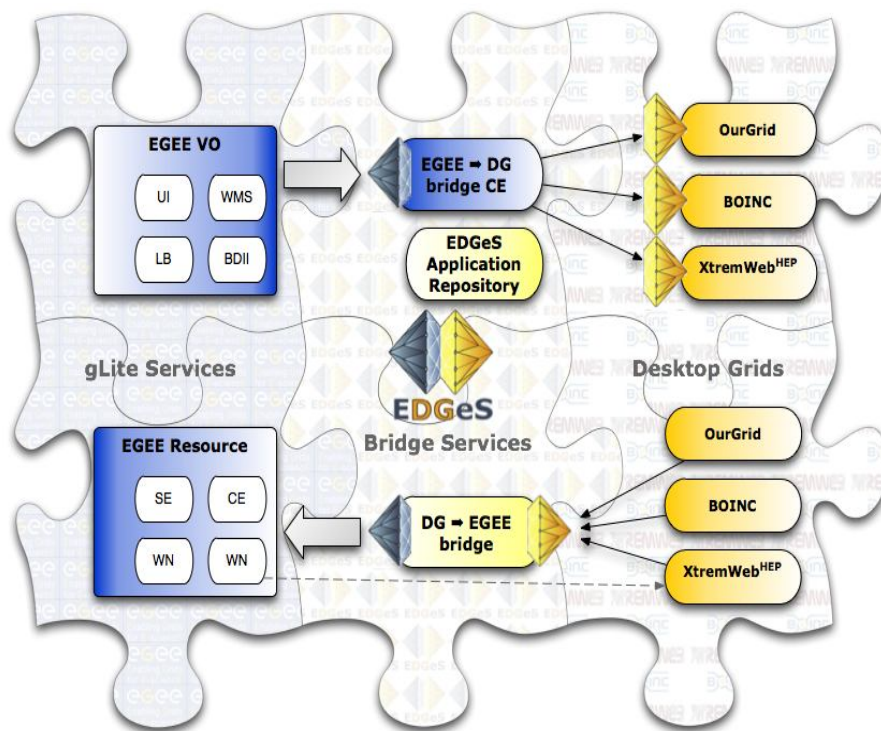 EGEE VO
UI
WMS
LB
BDII
EGEE ➡ DG
bridge CE
EDGeS
Application
Repository
OurGrid
BOINC
XtremWebHEP
gLite Services
EDGeS
Bridge Services
Desktop Grids
EGEE Resource
SE
CE
WN
WN
DG ➡ EGEE
bridge
OurGrid
BOINC
XtremWebHEP